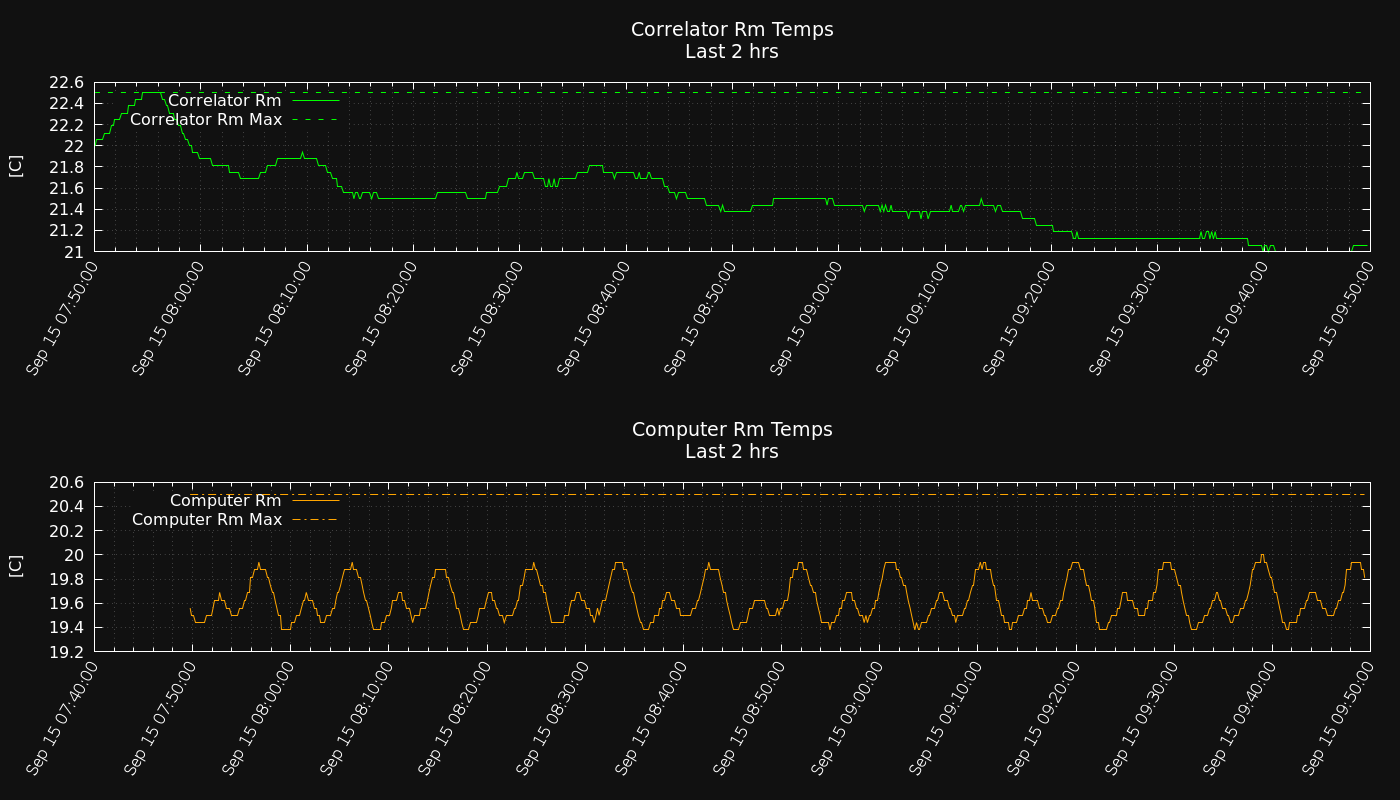 Correlator Rm Temps
Last 2 hrs
22.6
22.4
22.2
22
21.8
21.6
21.4
21.2
21
[C]
Correlator Rm
Correlator Rm Max
Sep 15 07:50:00
Sep 15 08:00:00
Sep 15 08:10:00
Sep 15 08:20:00
Sep 15 08:30:00
Sep 15 08:40:00
Sep 15 08:50:00
Sep 15 09:00:00
Sep 15 09:10:00
Sep 15 09:20:00
Sep 15 09:30:00
Sep 15 09:40:00
Sep 15 09:50:00
Computer Rm Temps
Last 2 hrs
20.6
20.4
20.2
20
19.8
19.6
19.4
19.2
[C]
Computer Rm
Computer Rm Max
Sep 15 07:40:00
Sep 15 07:50:00
Sep 15 08:00:00
Sep 15 08:10:00
Sep 15 08:20:00
Sep 15 08:30:00
Sep 15 08:40:00
Sep 15 08:50:00
Sep 15 09:00:00
Sep 15 09:10:00
Sep 15 09:20:00
Sep 15 09:30:00
Sep 15 09:40:00
Sep 15 09:50:00